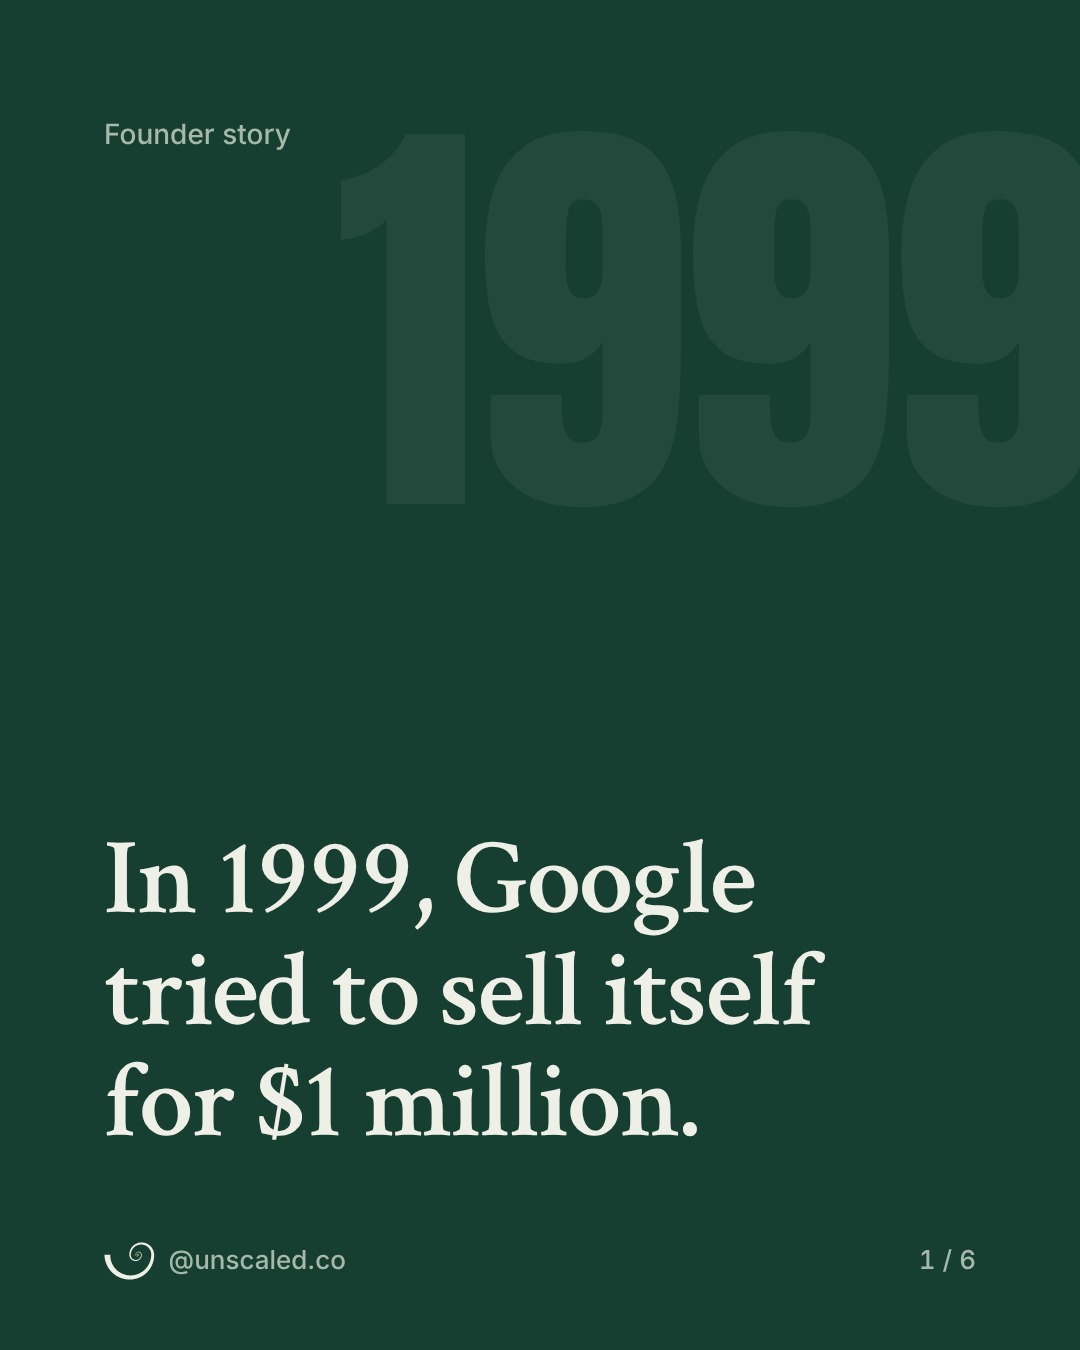 Founder story
1999
In 1999, Google
tried to sell itself
for $1 million.
@unscaled.co
1 / 6